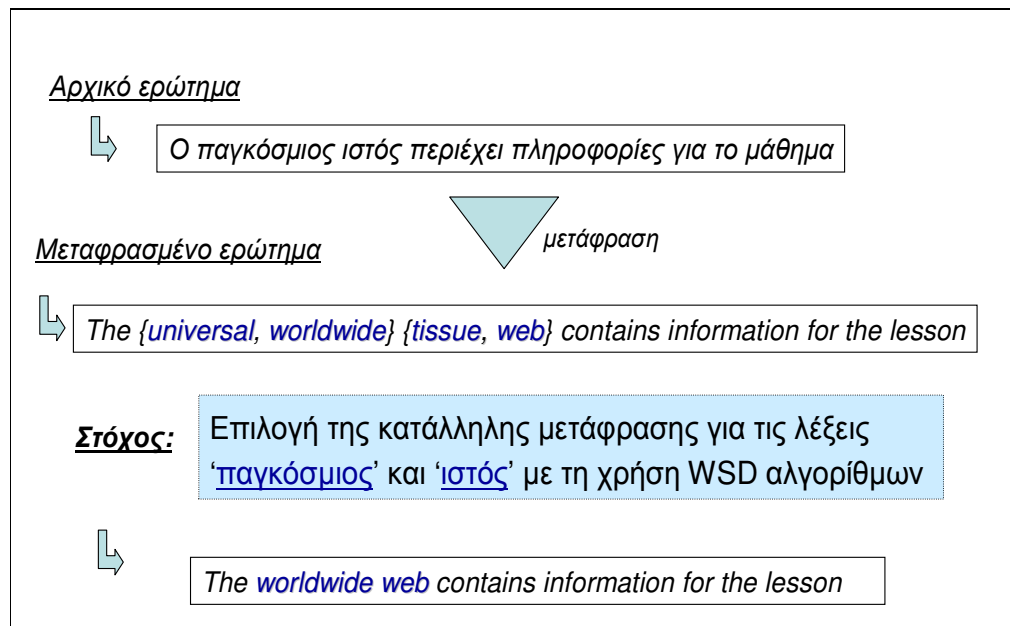 Αρχικό ερώτημα
Ο παγκόσμιος ιστός περιέχει πληροφορίες για το μάθημα
μετάφραση
Μεταφρασμένο ερώτημα
The {universal, worldwide} {tissue, web} contains information for the lesson
Στόχος:
Επιλογή της κατάλληλης μετάφρασης για τις λέξεις
‘παγκόσμιος’ και ‘ιστός’ με τη χρήση WSD αλγορίθμων
The worldwide web contains information for the lesson